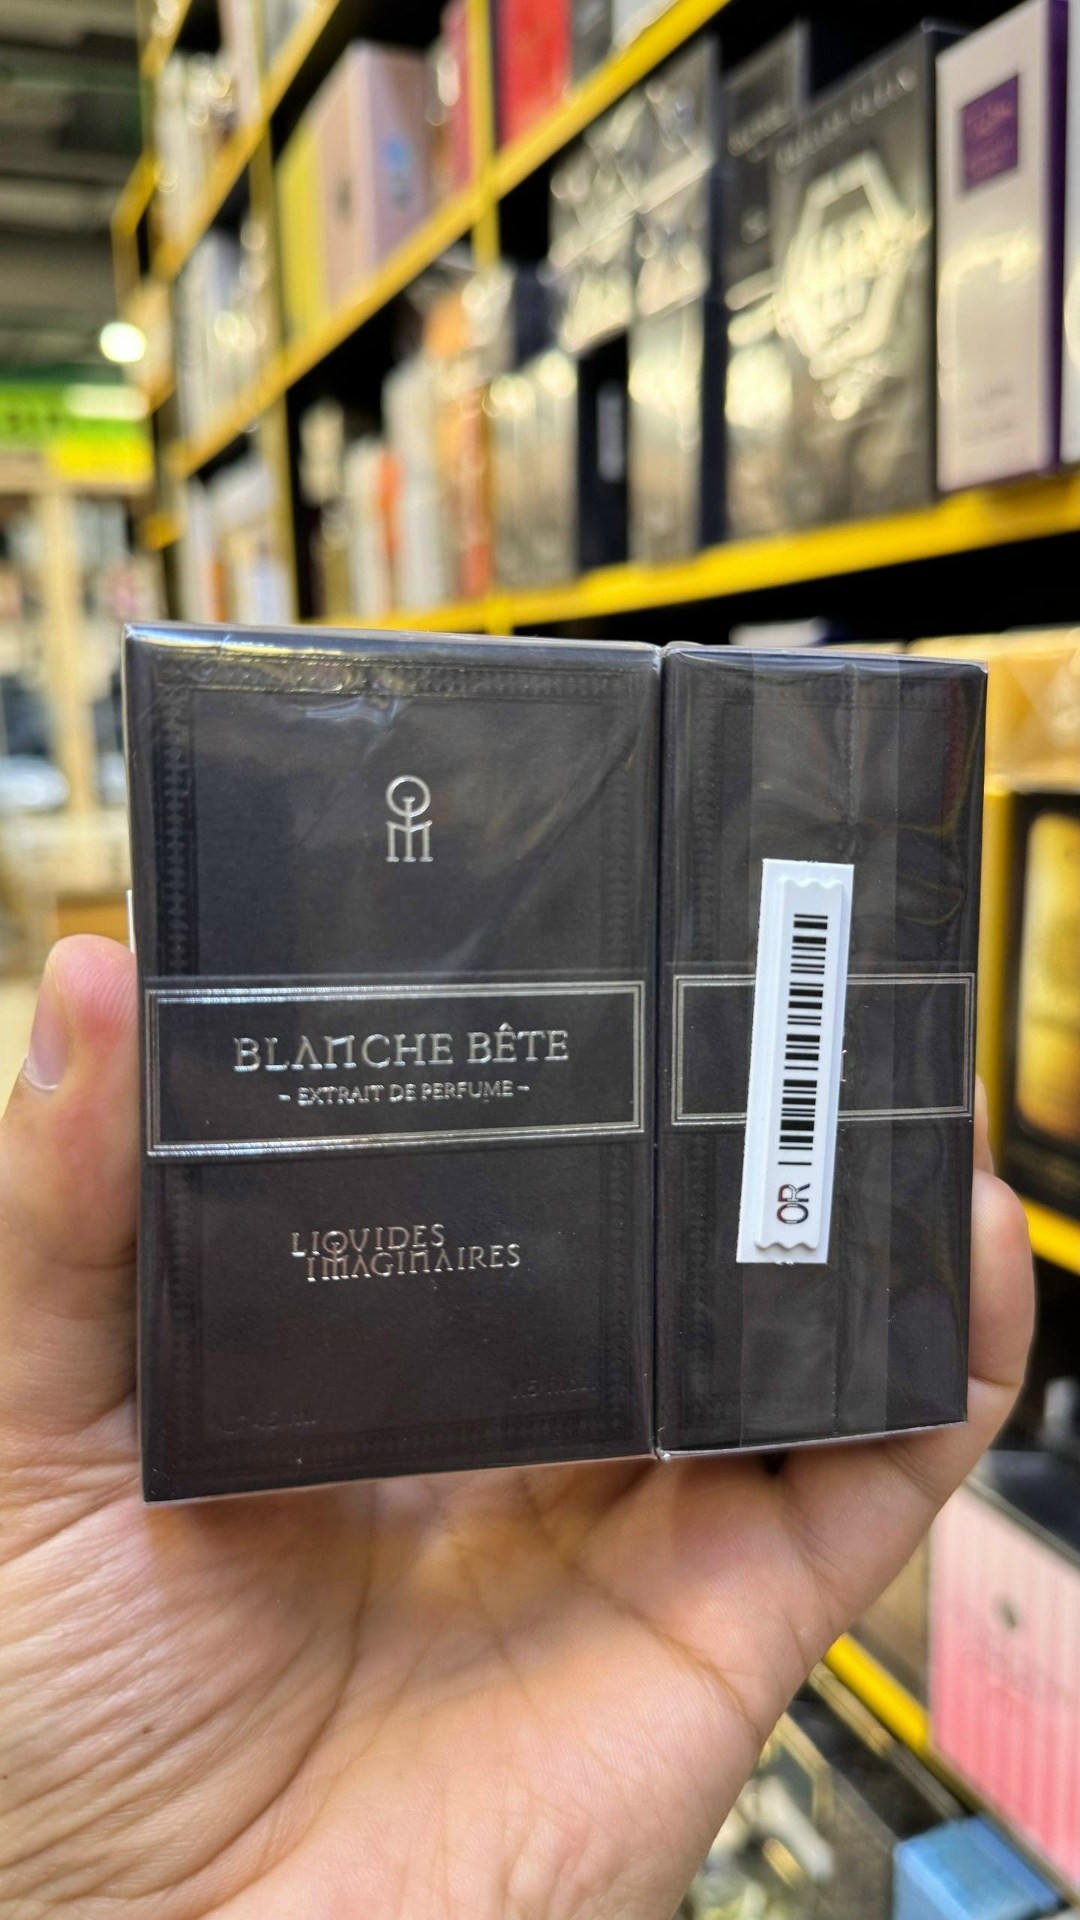 BLANCHE BÊTE
- EXTRAIT DE PERFUME -
LIQUIDES
IMAGINAIRES
OR